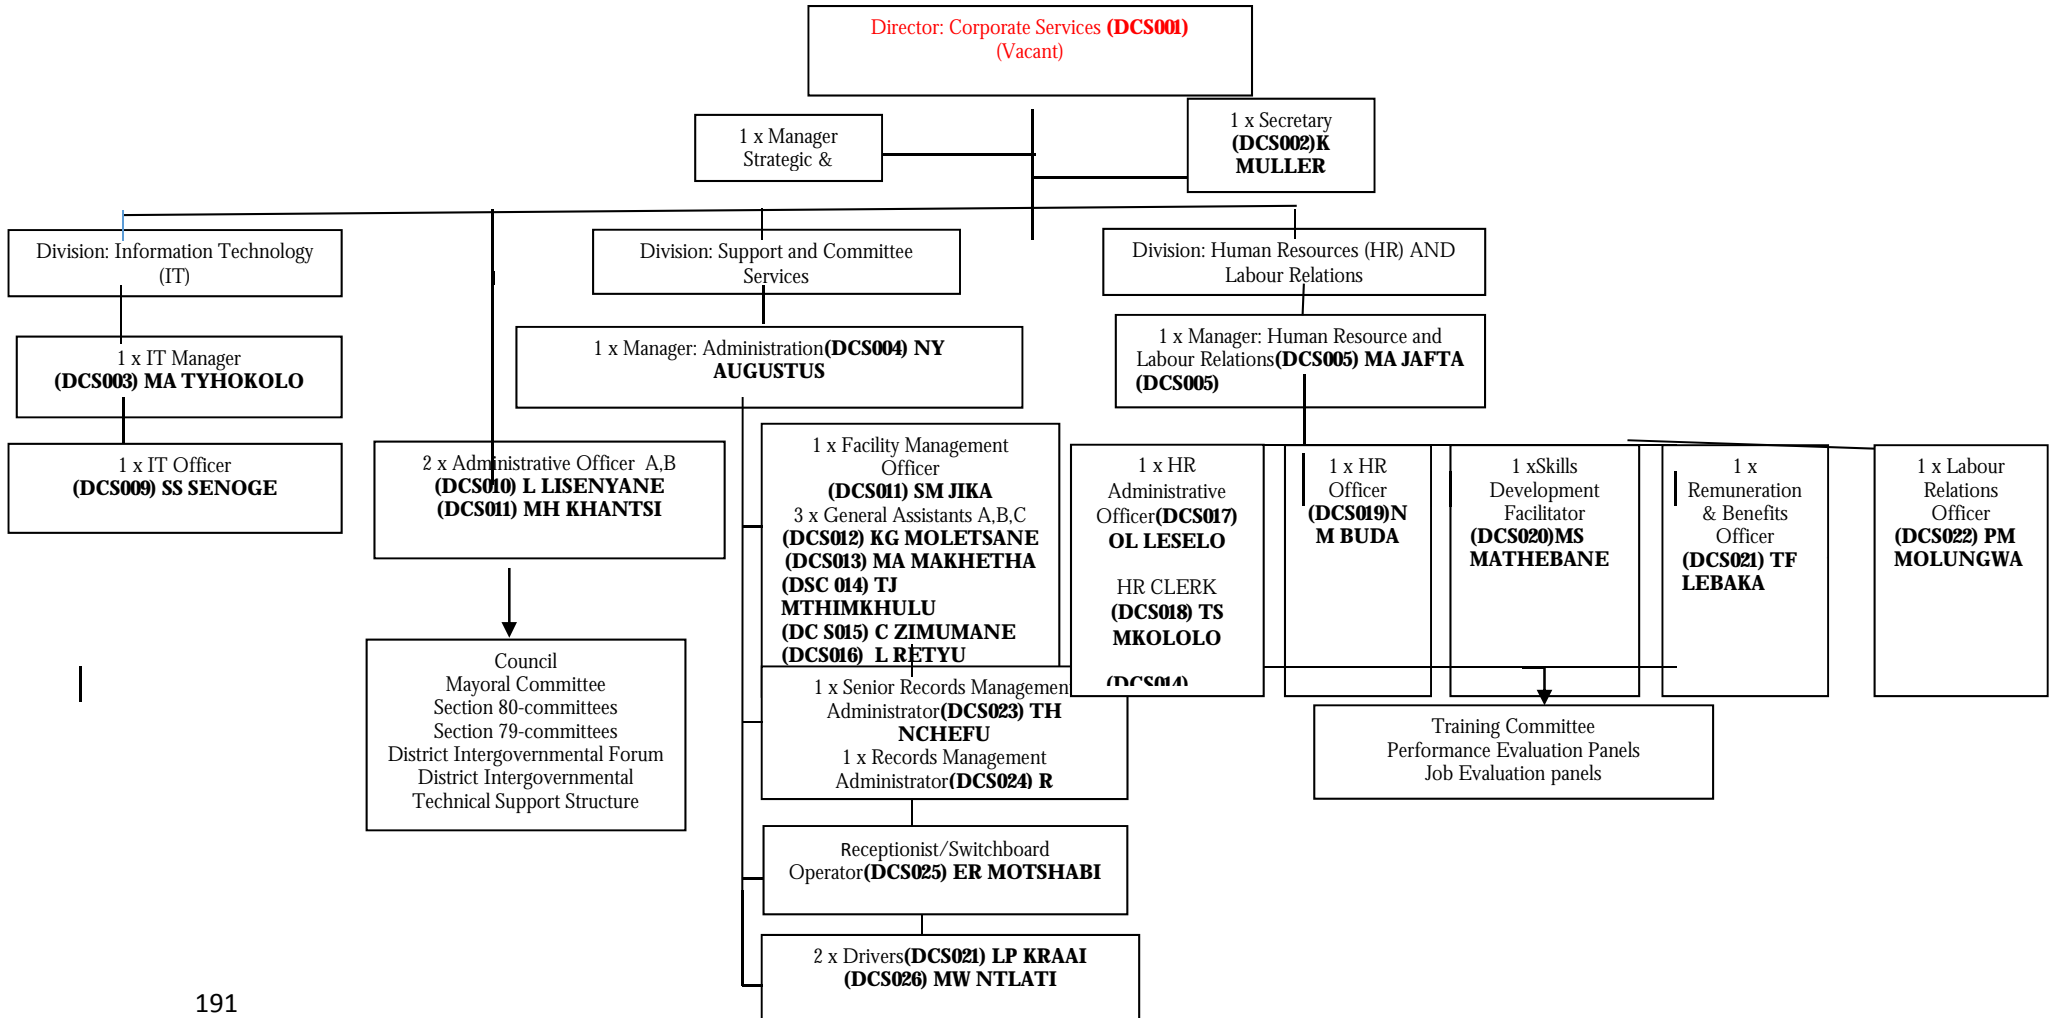 Director: Corporate Services (DCS001)
(Vacant)
1 x Manager
Strategic &
1 x Secretary
(DCS002)K
MULLER
Division: Information Technology
(IT)
Division: Support and Committee
Services
Division: Human Resources (HR) AND
Labour Relations
1 x IT Manager
(DCS003) MA TYHOKOLO
1 x Manager: Administration(DCS004) NY
AUGUSTUS
1 x Manager: Human Resource and
Labour Relations(DCS005) MA JAFTA
(DCS005)
1 x IT Officer
(DCS009) SS SENOGE
2 x Administrative Officer A,B
(DCS010) L LISENYANE
(DCS011) MH KHANTSI
1 x Facility Management
Officer
(DCS011) SM JIKA
3 x General Assistants A,B,C
(DCS012) KG MOLETSANE
(DCS013) MA MAKHETHA
(DSC 014) TJ
MTHIMKHULU
(DC S015) C ZIMUMANE
(DCS016) L RETYU
1 x HR
Administrative
Officer(DCS017)
OL LESELO
HR CLERK
(DCS018) TS
MKOLOLO
(DCS014)
1 x HR
Officer
(DCS019)N
M BUDA
1 xSkills
Development
Facilitator
(DCS020)MS
MATHEBANE
1 x
Remuneration
& Benefits
Officer
(DCS021) TF
LEBAKA
1 x Labour
Relations
Officer
(DCS022) PM
MOLUNGWA
Council
Mayoral Committee
Section 80-committees
Section 79-committees
District Intergovernmental Forum
District Intergovernmental
Technical Support Structure
1 x Senior Records Management
Administrator(DCS023) TH
NCHEFU
1 x Records Management
Administrator(DCS024) R
Training Committee
Performance Evaluation Panels
Job Evaluation panels
Receptionist/Switchboard
Operator(DCS025) ER MOTSHABI
2 x Drivers(DCS021) LP KRAAI
(DCS026) MW NTLATI
191